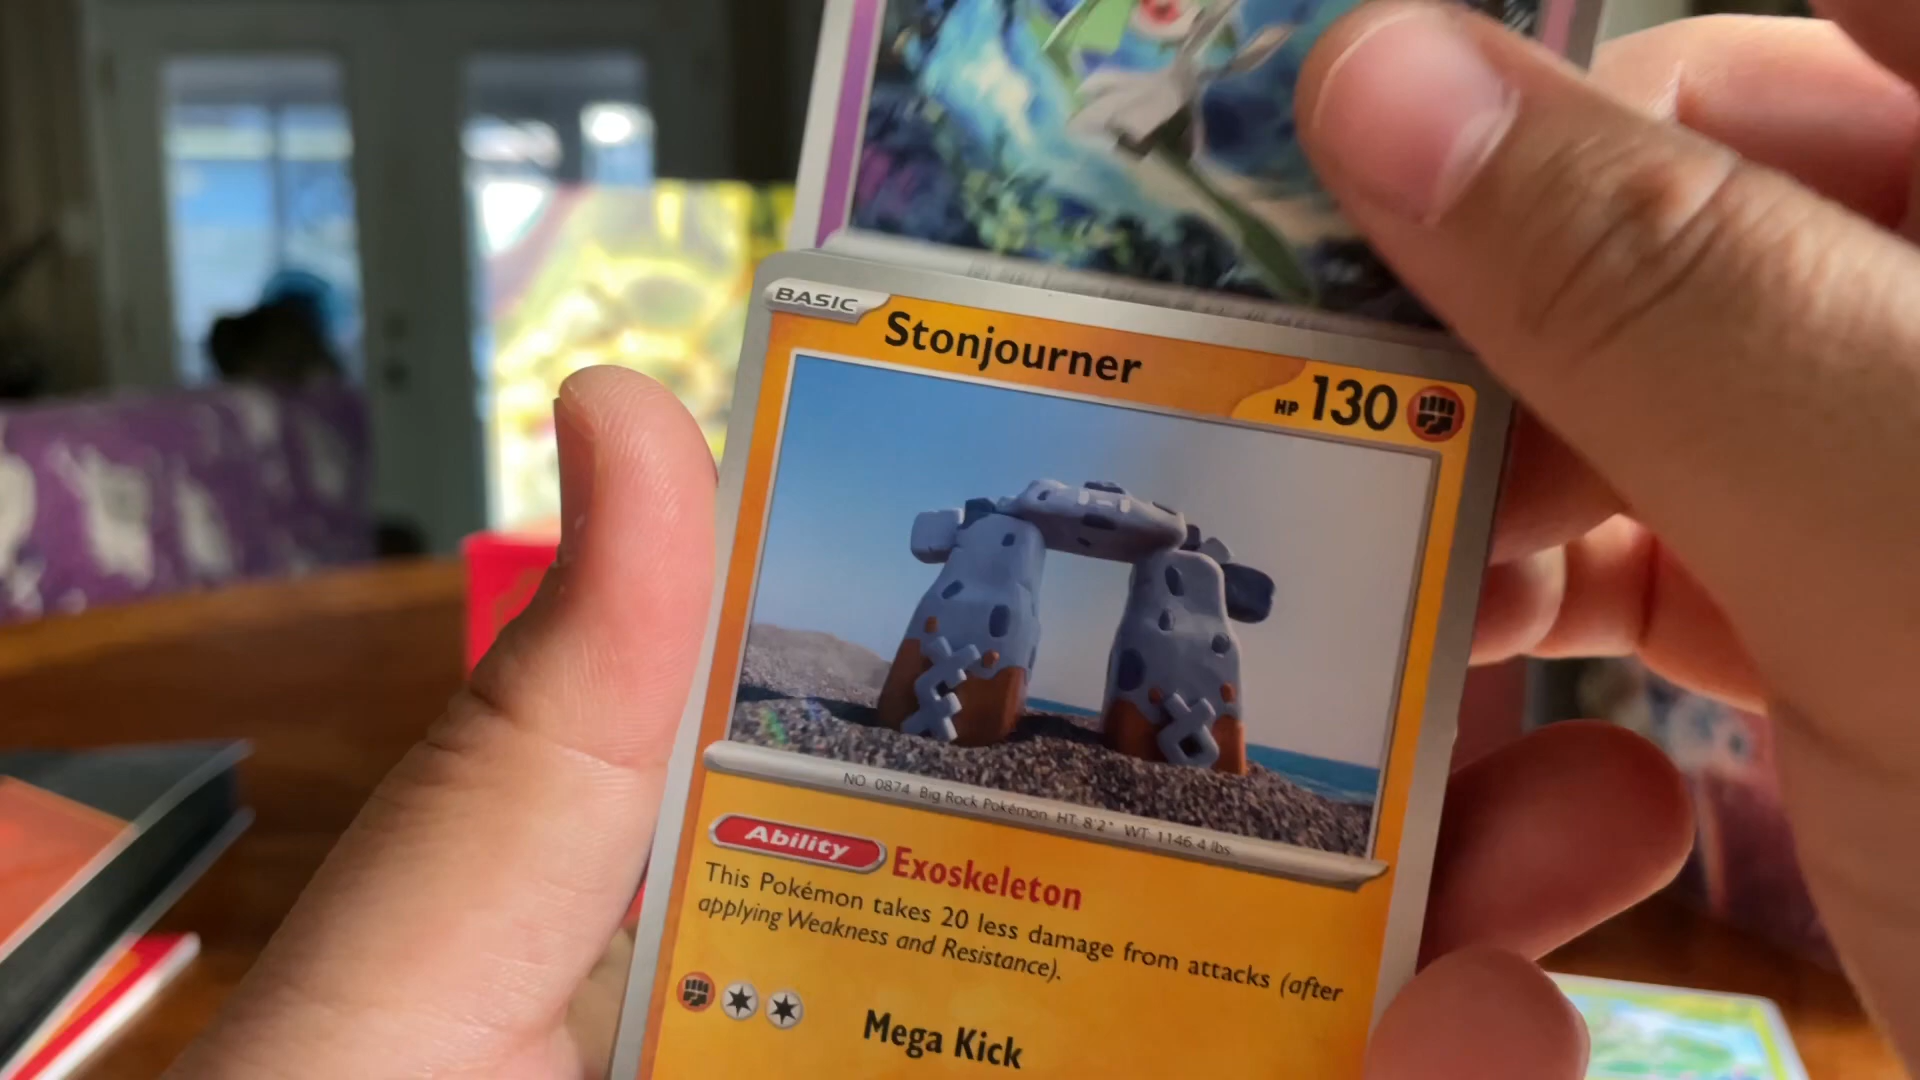 BASIC
Stonjourner
HP 130
NO. 0874 Big Rock Pokémon HT: 8'2" WT: 1146.4 lbs.
Ability Exoskeleton
This Pokémon takes 20 less damage from attacks (after
applying Weakness and Resistance).
Mega Kick